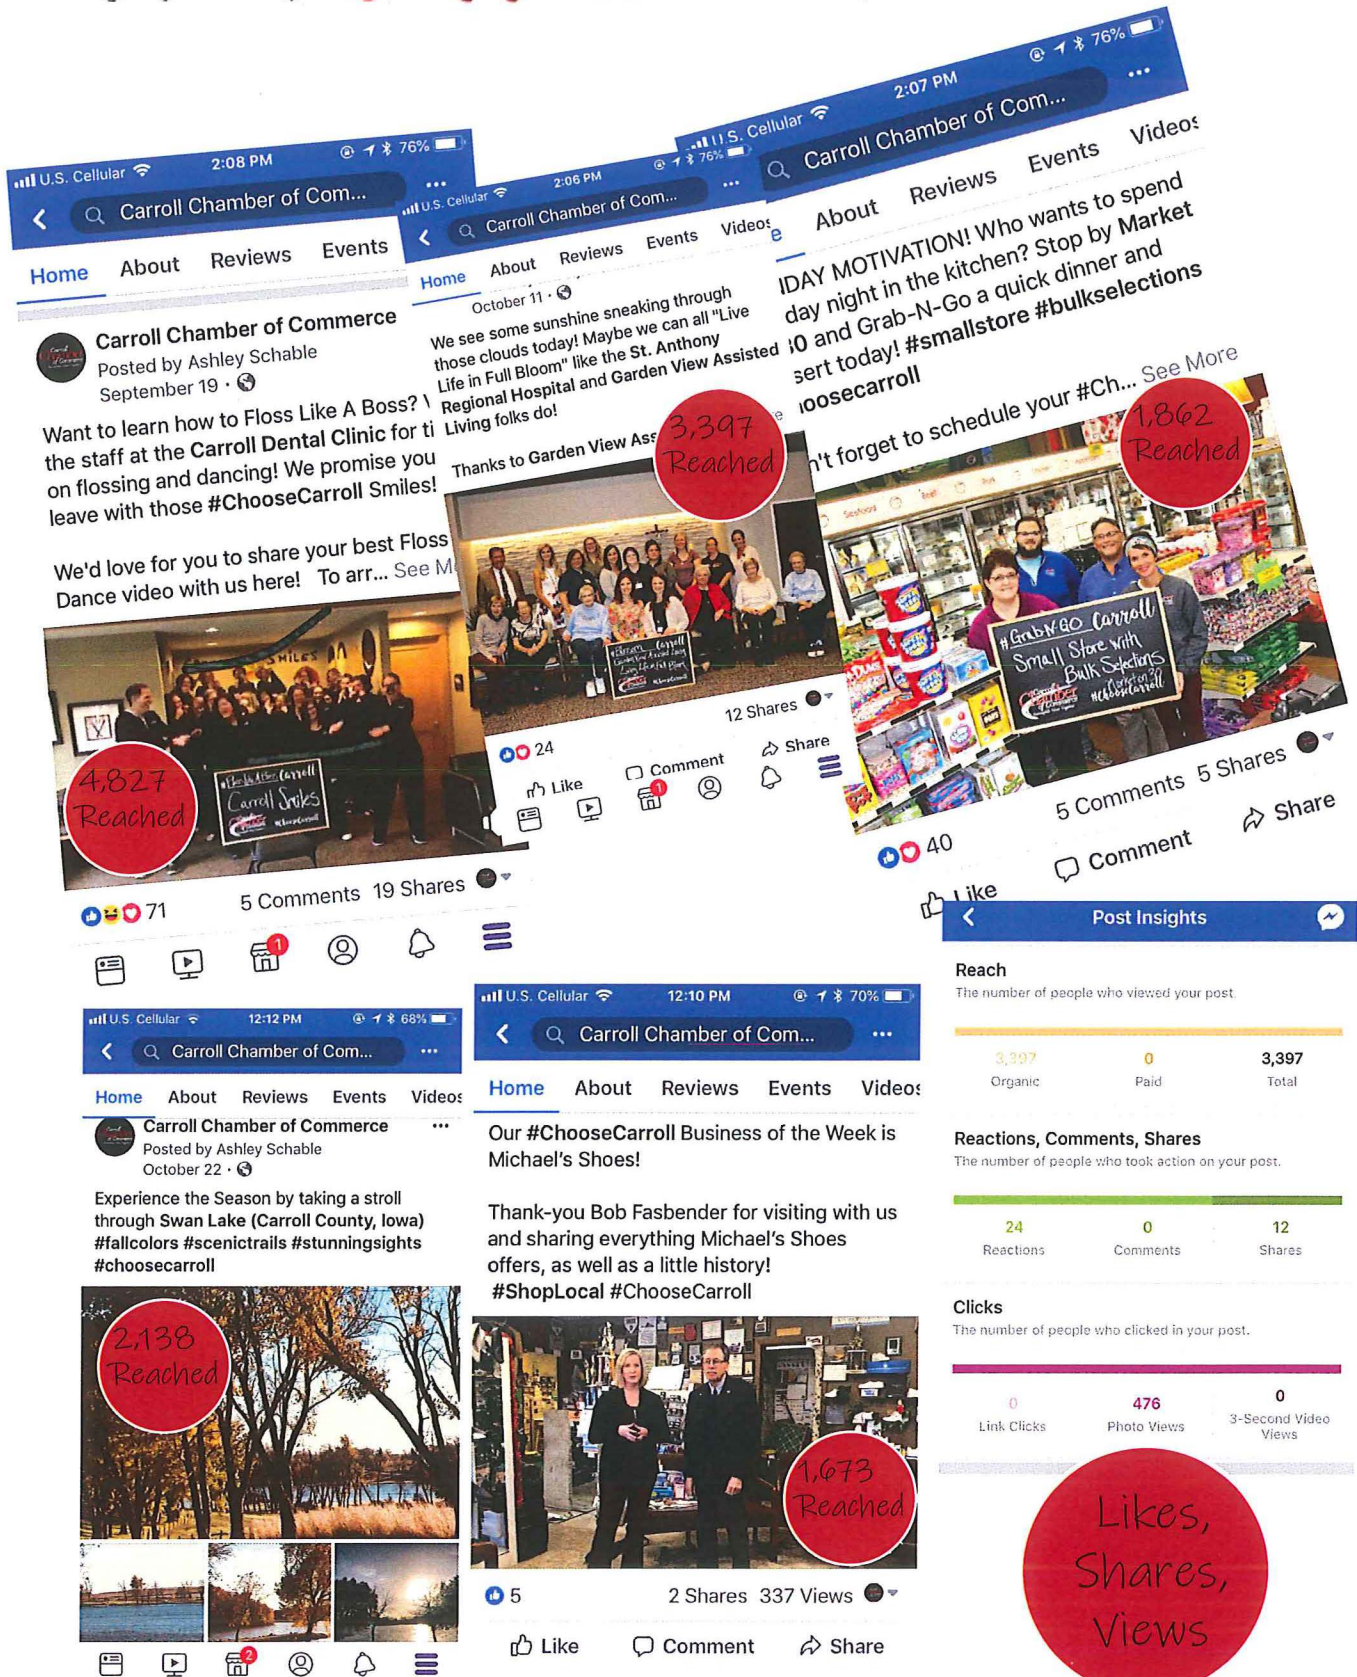 U.S. Cellular 2:08 PM 76%
Carroll Chamber of Com...
Home About Reviews Events
Carroll Chamber of Commerce
Posted by Ashley Schable
September 19 ·
Want to learn how to Floss Like A Boss? \
the staff at the Carroll Dental Clinic for ti
on flossing and dancing! We promise you
leave with those #ChooseCarroll Smiles!
We'd love for you to share your best Floss
Dance video with us here! To arr... See M
SMILES
Carroll
Carroll Smiles
#ChooseCarroll
4,827
Reached
71 5 Comments 19 Shares
1
U.S. Cellular 2:06 PM 76%
Carroll Chamber of Com...
Home About Reviews Events Videos
October 11 ·
We see some sunshine sneaking through
those clouds today! Maybe we can all "Live
Life in Full Bloom" like the St. Anthony
Regional Hospital and Garden View Assisted
Living folks do!
Thanks to Garden View Ass
3,397
Reached
Carroll
12 Shares
24
Like Comment Share
1
U.S. Cellular 2:07 PM 76%
Carroll Chamber of Com...
e About Reviews Events Videos
IDAY MOTIVATION! Who wants to spend
day night in the kitchen? Stop by Market
30 and Grab-N-Go a quick dinner and
sert today! #smallstore #bulkselections
oosecarroll
n't forget to schedule your #Ch... See More
1,862
Reached
Seafood Beef Pork
#GrabNGO Carroll
Small Store with
Bulk Selections
Market on 30
Chamber
#ChooseCarroll
5 Comments 5 Shares
40
Like Comment Share
U.S. Cellular 12:12 PM 68%
Carroll Chamber of Com...
Home About Reviews Events Videos
Carroll Chamber of Commerce
Posted by Ashley Schable
October 22 ·
Experience the Season by taking a stroll
through Swan Lake (Carroll County, Iowa)
#fallcolors #scenictrails #stunningsights
#choosecarroll
2,138
Reached
2
U.S. Cellular 12:10 PM 70%
Carroll Chamber of Com...
Home About Reviews Events Videos
Our #ChooseCarroll Business of the Week is
Michael's Shoes!
Thank-you Bob Fasbender for visiting with us
and sharing everything Michael's Shoes
offers, as well as a little history!
#ShopLocal #ChooseCarroll
1,673
Reached
5 2 Shares 337 Views
Like Comment Share
Post Insights
Reach
The number of people who viewed your post.
3,397 0 3,397
Organic Paid Total
Reactions, Comments, Shares
The number of people who took action on your post.
24 0 12
Reactions Comments Shares
Clicks
The number of people who clicked in your post.
0 476 0
Link Clicks Photo Views 3-Second Video
Views
Likes,
Shares,
Views